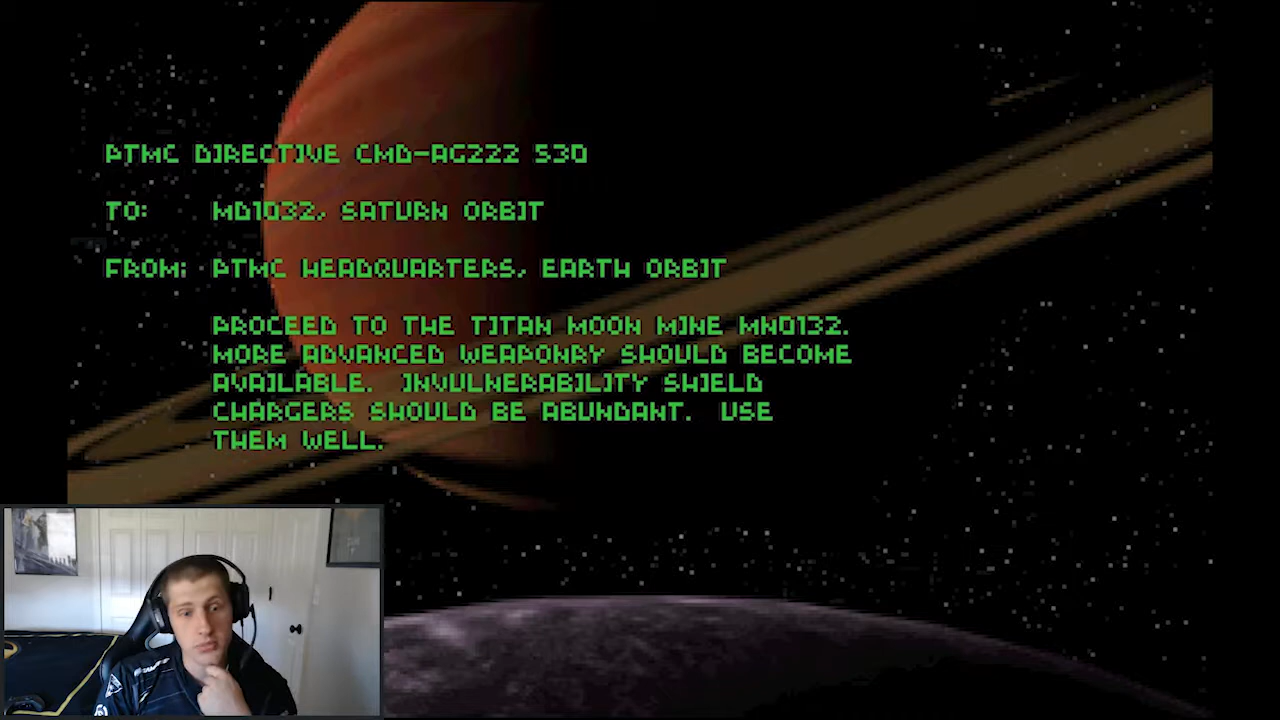 PTMC DIRECTIVE CMD-AG222 S30
TO: MD1032, SATURN ORBIT
FROM: PTMC HEADQUARTERS, EARTH ORBIT
PROCEED TO THE TITAN MOON MINE MN0132.
MORE ADVANCED WEAPONRY SHOULD BECOME
AVAILABLE. INVULNERABILITY SHIELD
CHARGERS SHOULD BE ABUNDANT. USE
THEM WELL.